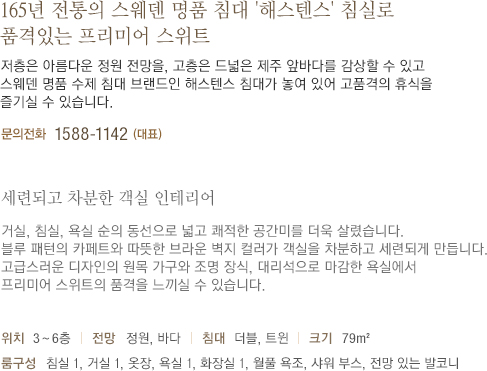 165년 전통의 스웨덴 명품 침대 '해스텐스' 침실로
품격있는 프리미어 스위트
저층은 아름다운 정원 전망을, 고층은 드넓은 제주 앞바다를 감상할 수 있고
스웨덴 명품 수제 침대 브랜드인 해스텐스 침대가 놓여 있어 고품격의 휴식을
즐기실 수 있습니다.
문의전화 1588-1142 (대표)
세련되고 차분한 객실 인테리어
거실, 침실, 욕실 순의 동선으로 넓고 쾌적한 공간미를 더욱 살렸습니다.
블루 패턴의 카페트와 따뜻한 브라운 벽지 컬러가 객실을 차분하고 세련되게 만듭니다.
고급스러운 디자인의 원목 가구와 조명 장식, 대리석으로 마감한 욕실에서
프리미어 스위트의 품격을 느끼실 수 있습니다.
위치 3~6층 | 전망 정원, 바다 | 침대 더블, 트윈 | 크기 79m²
룸구성 침실 1, 거실 1, 옷장, 욕실 1, 화장실 1, 월풀 욕조, 샤워 부스, 전망 있는 발코니